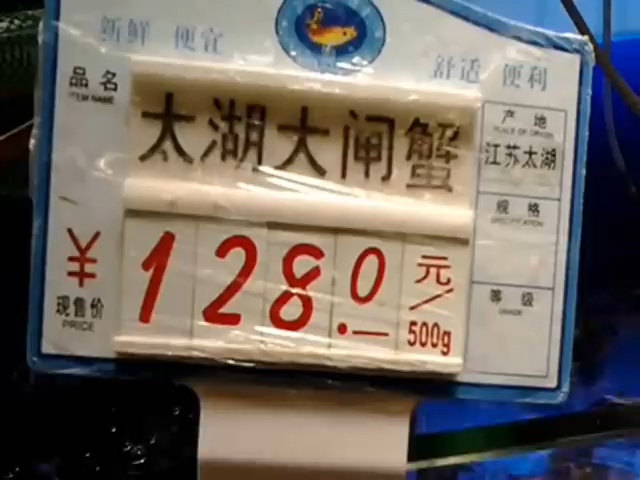 新鲜 便宜
舒适 便利
品名
ITEM NAME
太湖大闸蟹
产地
PLACE OF ORIGIN
江苏太湖
规格
SPECIFICATION
等级
GRADE
¥ 128.0 元/500g
现售价
PRICE